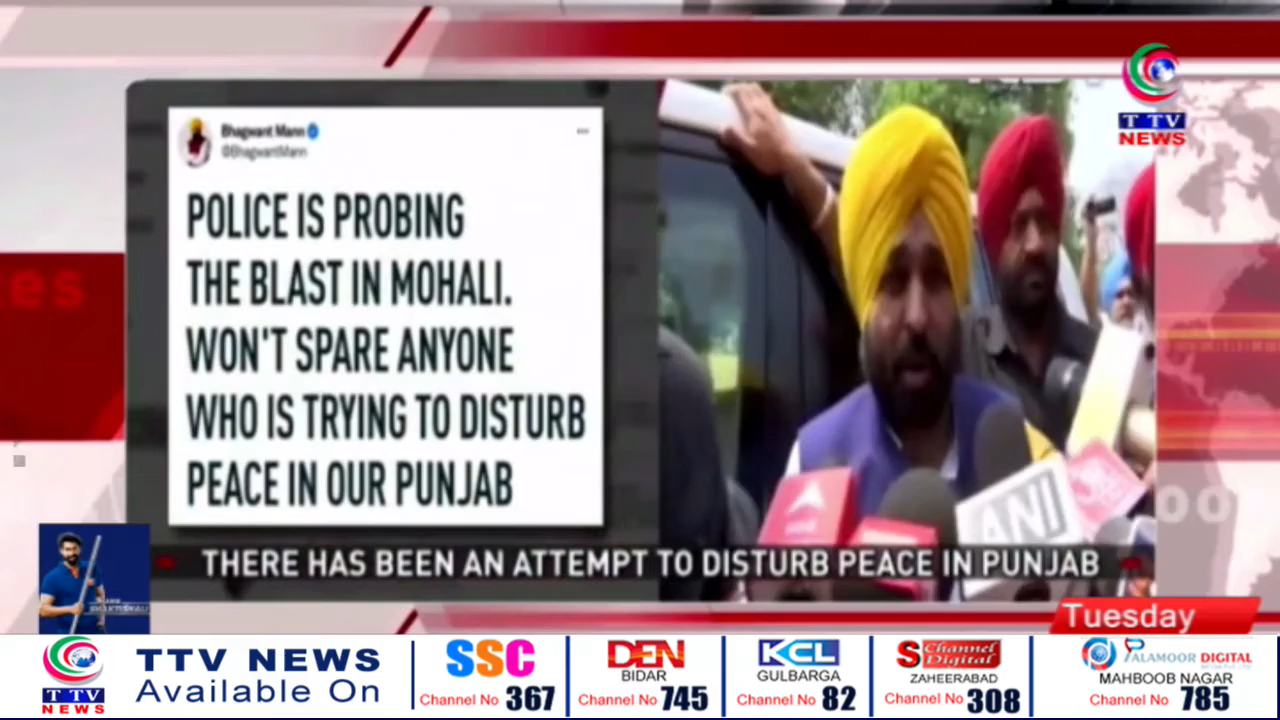 Bhagwant Mann
@BhagwantMann
POLICE IS PROBING
THE BLAST IN MOHALI.
WON'T SPARE ANYONE
WHO IS TRYING TO DISTURB
PEACE IN OUR PUNJAB
T TV
NEWS
ANI
THERE HAS BEEN AN ATTEMPT TO DISTURB PEACE IN PUNJAB
Tuesday
T TV
NEWS
TTV NEWS
Available On
SSC
Channel No 367
DEN
BIDAR
Channel No 745
KCL
GULBARGA
Channel No 82
S Channel Digital
ZAHEERABAD
Channel No 308
PALAMOOR DIGITAL
MAHBOOB NAGAR
Channel No 785